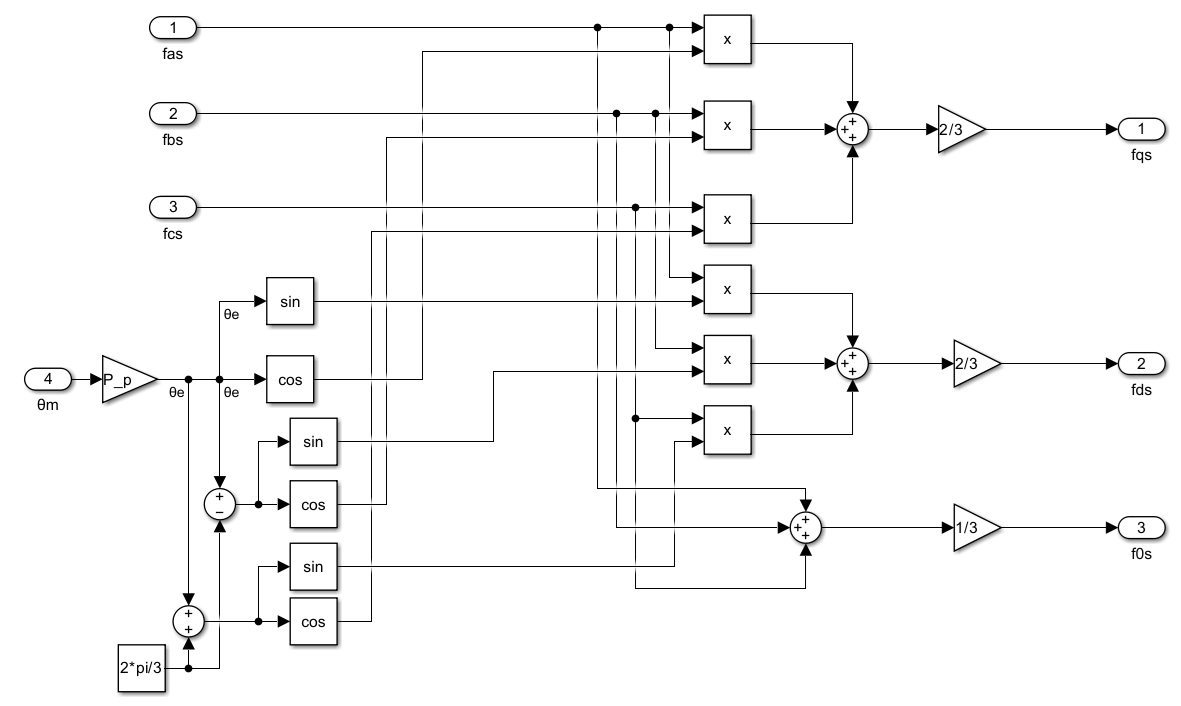 1
fas
x
2
fbs
x
+
+
+
2/3
1
fqs
3
fcs
x
sin
θe
x
4
θm
P_p
θe
θe
cos
x
+
+
+
2/3
2
fds
sin
x
+
−
cos
sin
+
+
+
1/3
3
f0s
+
+
cos
2*pi/3